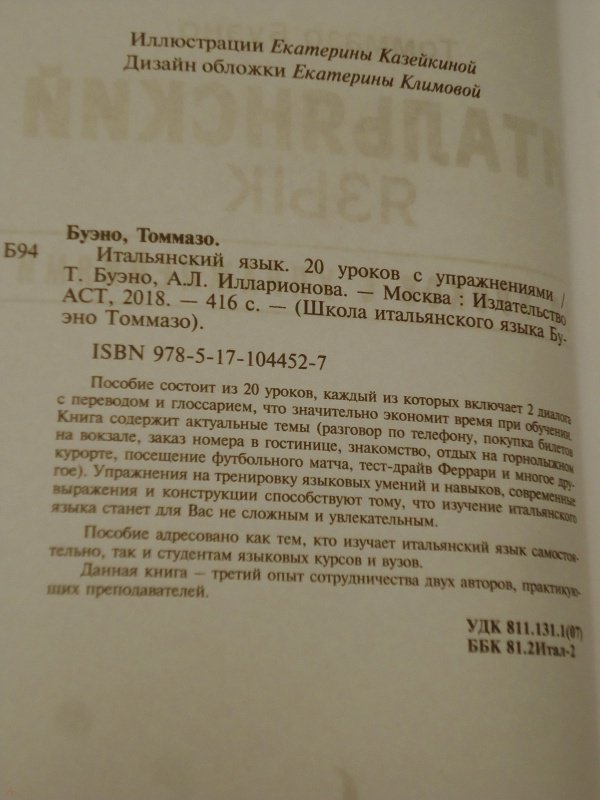 Иллюстрации Екатерины Казейкиной
Дизайн обложки Екатерины Климовой
ИТАЛЬЯНСКИЙ
ЯЗЫК
Буэно, Томмазо.
Б94
Итальянский язык. 20 уроков с упражнениями /
Т. Буэно, А.Л. Илларионова. — Москва : Издательство
АСТ, 2018. — 416 с. — (Школа итальянского языка Бу-
эно Томмазо).
ISBN 978-5-17-104452-7
Пособие состоит из 20 уроков, каждый из которых включает 2 диалога
с переводом и глоссарием, что значительно экономит время при обучении.
Книга содержит актуальные темы (разговор по телефону, покупка билетов
на вокзале, заказ номера в гостинице, знакомство, отдых на горнолыжном
курорте, посещение футбольного матча, тест-драйв Феррари и многое дру-
гое). Упражнения на тренировку языковых умений и навыков, современные
выражения и конструкции способствуют тому, что изучение итальянского
языка станет для Вас не сложным и увлекательным.
Пособие адресовано как тем, кто изучает итальянский язык самостоя-
тельно, так и студентам языковых курсов и вузов.
Данная книга — третий опыт сотрудничества двух авторов, практикую-
щих преподавателей.
УДК 811.131.1(07)
ББК 81.2Итал-2